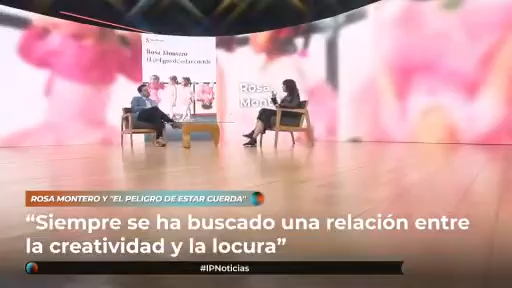 Rosa Montero
El peligro de estar cuerda
Rosa
Montero
ROSA MONTERO Y "EL PELIGRO DE ESTAR CUERDA"
“Siempre se ha buscado una relación entre
la creatividad y la locura”
#IPNoticias